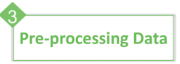 3
Pre-processing Data